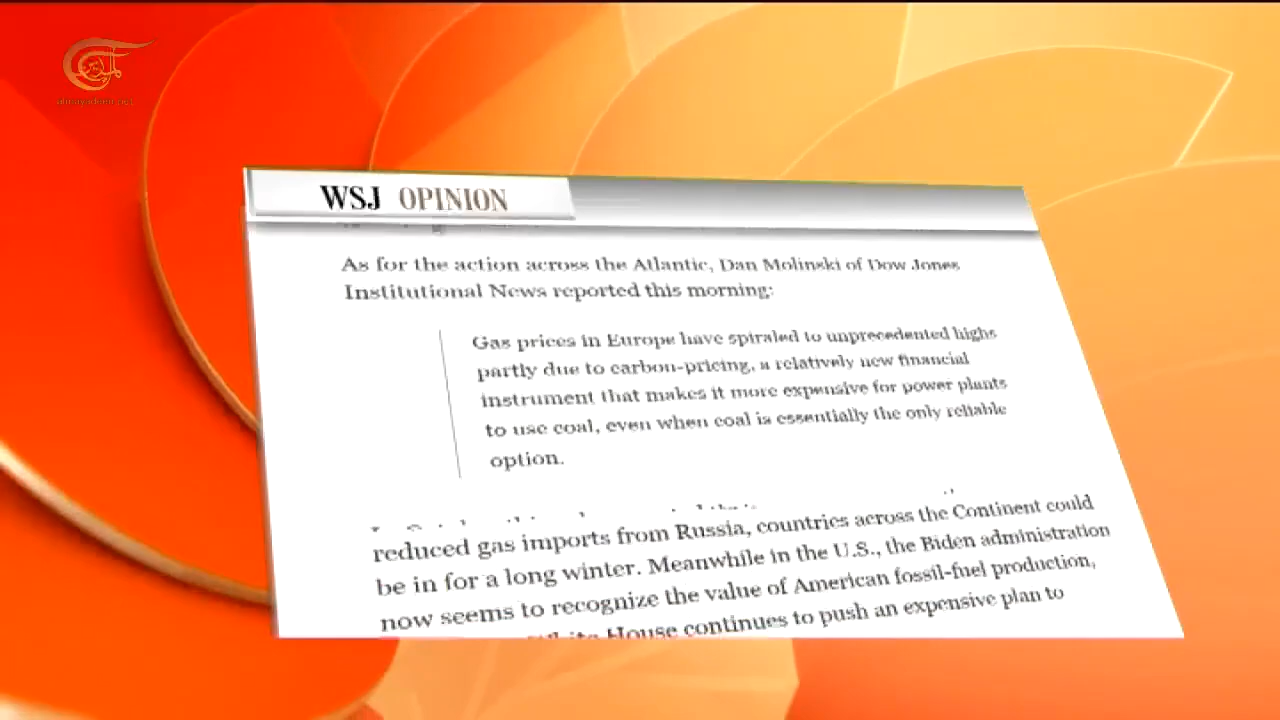 الميادين
almayadeen.net
WSJ OPINION
As for the action across the Atlantic, Dan Molinski of Dow Jones
Institutional News reported this morning:
Gas prices in Europe have spiraled to unprecedented highs
partly due to carbon-pricing, a relatively new financial
instrument that makes it more expensive for power plants
to use coal, even when coal is essentially the only reliable
option.
reduced gas imports from Russia, countries across the Continent could
be in for a long winter. Meanwhile in the U.S., the Biden administration
now seems to recognize the value of American fossil-fuel production,
White House continues to push an expensive plan to